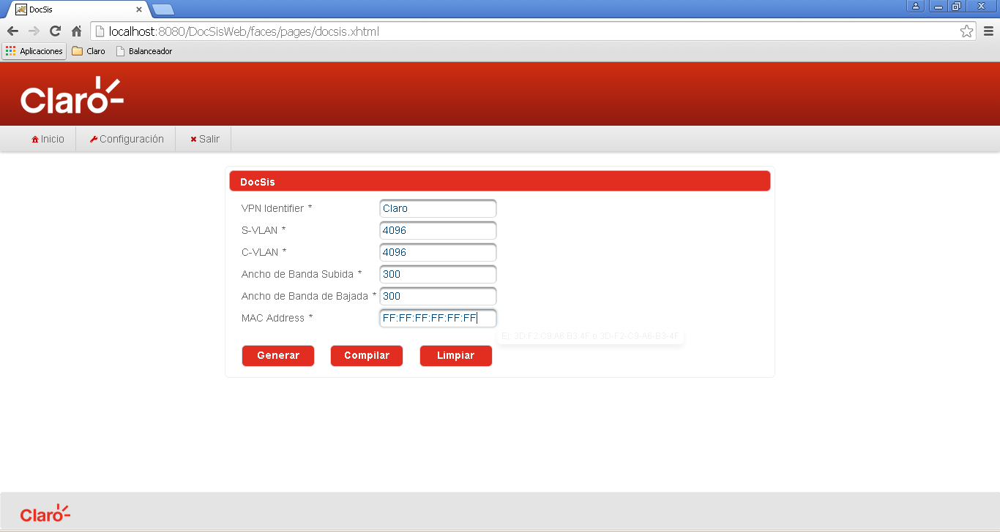 DocSis
localhost:8080/DocSisWeb/faces/pages/docsis.xhtml
Aplicaciones Claro Balanceador
Claro
Inicio Configuración Salir
DocSis
VPN Identifier * Claro
S-VLAN * 4096
C-VLAN * 4096
Ancho de Banda Subida * 300
Ancho de Banda de Bajada * 300
MAC Address * FF:FF:FF:FF:FF:FF
Ej: 3D:F2:C9:A6:B3:4F o 3D-F2-C9-A6-B3-4F
Generar Compilar Limpiar
Claro